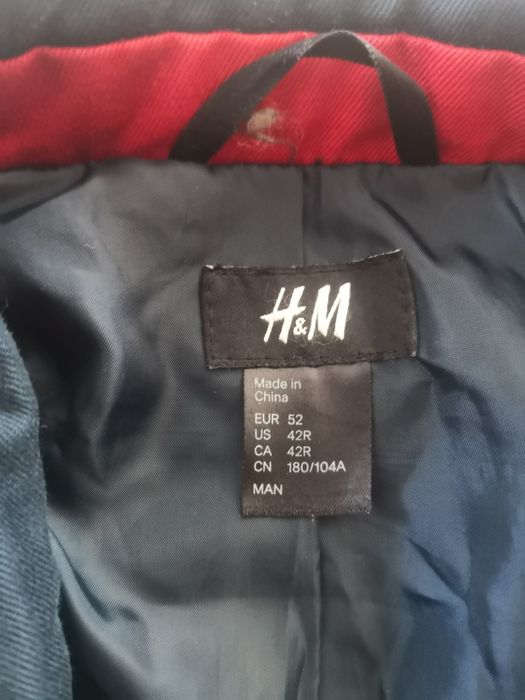 H&M
Made in
China
EUR 52
US 42R
CA 42R
CN 180/104A
MAN